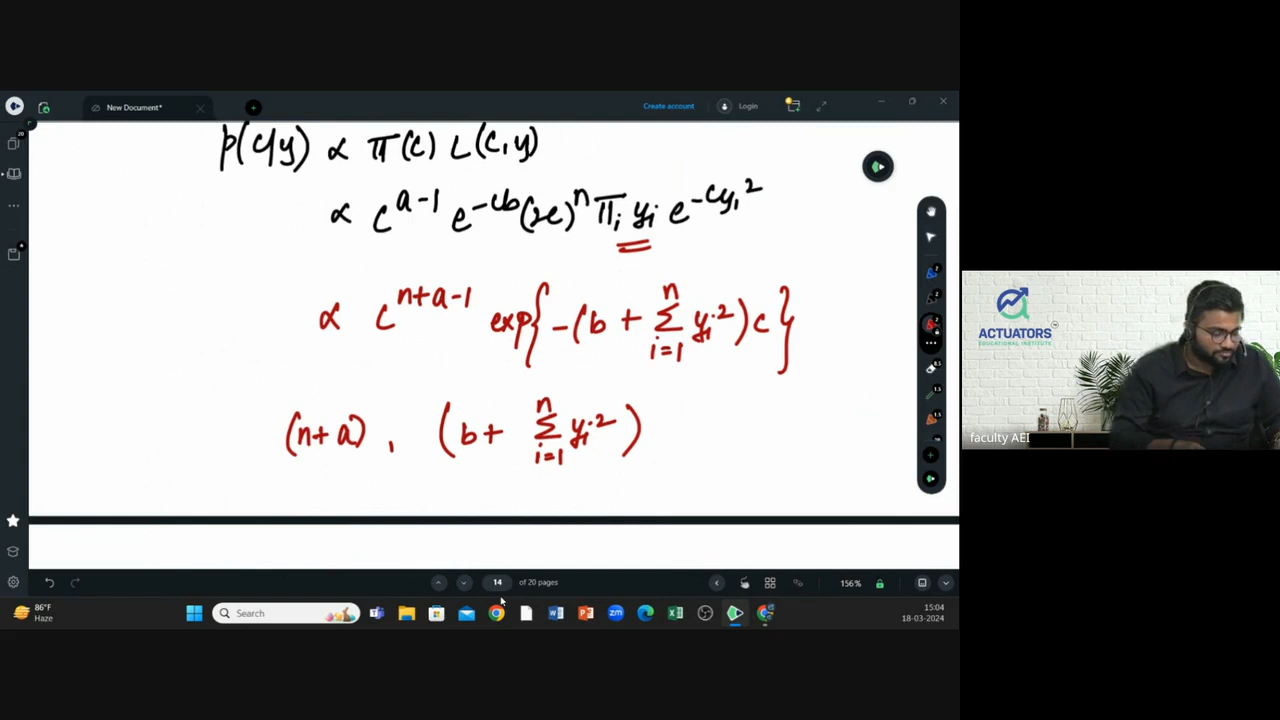 New Document*
Create account
Login
p(c/y) ∝ π(c) L(c,y)
∝ c^{a-1} e^{-cb} (2c)^n π_i y_i e^{-cy_i^2}
∝ c^{n+a-1} exp{-(b + Σ_{i=1}^{n} y_i^2)c}
(n+a), (b+ Σ_{i=1}^{n} y_i^2)
ACTUATORS
EDUCATIONAL INSTITUTE
faculty AEI
14 of 20 pages
156%
86°F
Haze
Search
15:04
18-03-2024